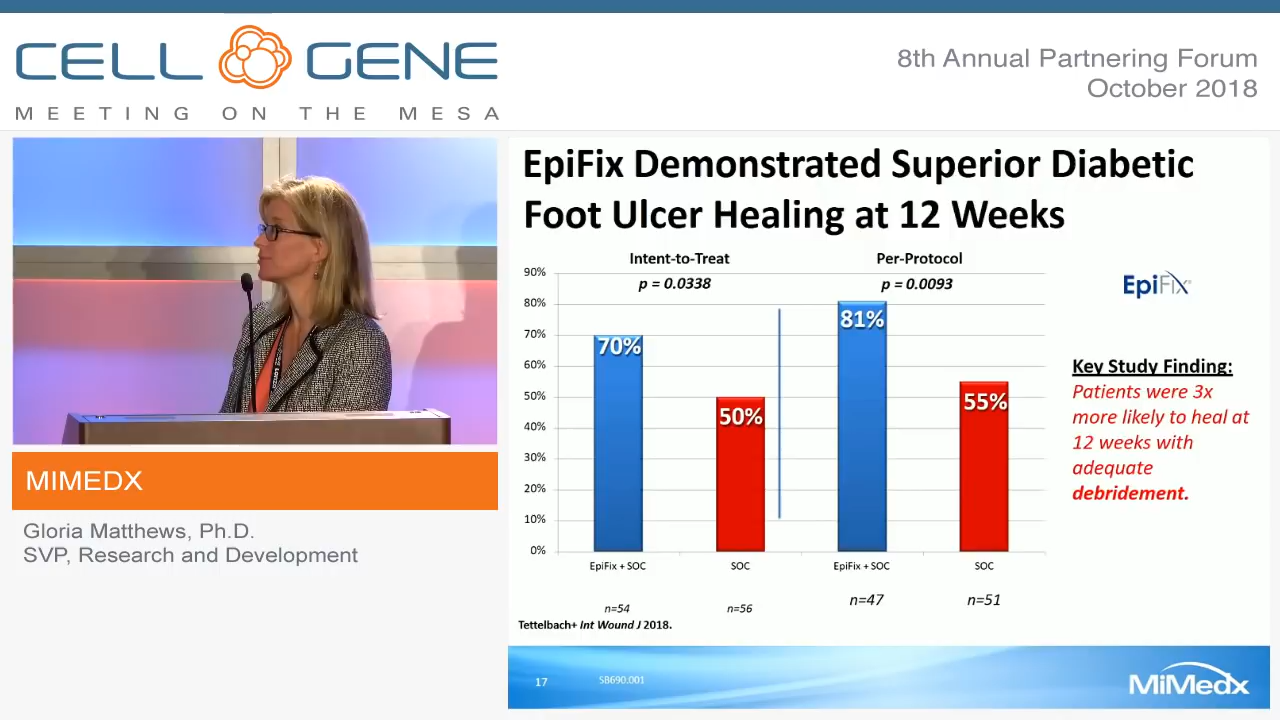 CELL GENE
MEETING ON THE MESA
8th Annual Partnering Forum
October 2018
EpiFix Demonstrated Superior Diabetic
Foot Ulcer Healing at 12 Weeks
Intent-to-Treat
p = 0.0338
Per-Protocol
p = 0.0093
90%
80%
70%
60%
50%
40%
30%
20%
10%
0%
70%
50%
81%
55%
EpiFix + SOC
SOC
EpiFix + SOC
SOC
n=54
n=56
n=47
n=51
Tettelbach+ Int Wound J 2018.
EpiFix
Key Study Finding:
Patients were 3x
more likely to heal at
12 weeks with
adequate
debridement.
17
SB690.001
MiMedx
MIMEDX
Gloria Matthews, Ph.D.
SVP, Research and Development